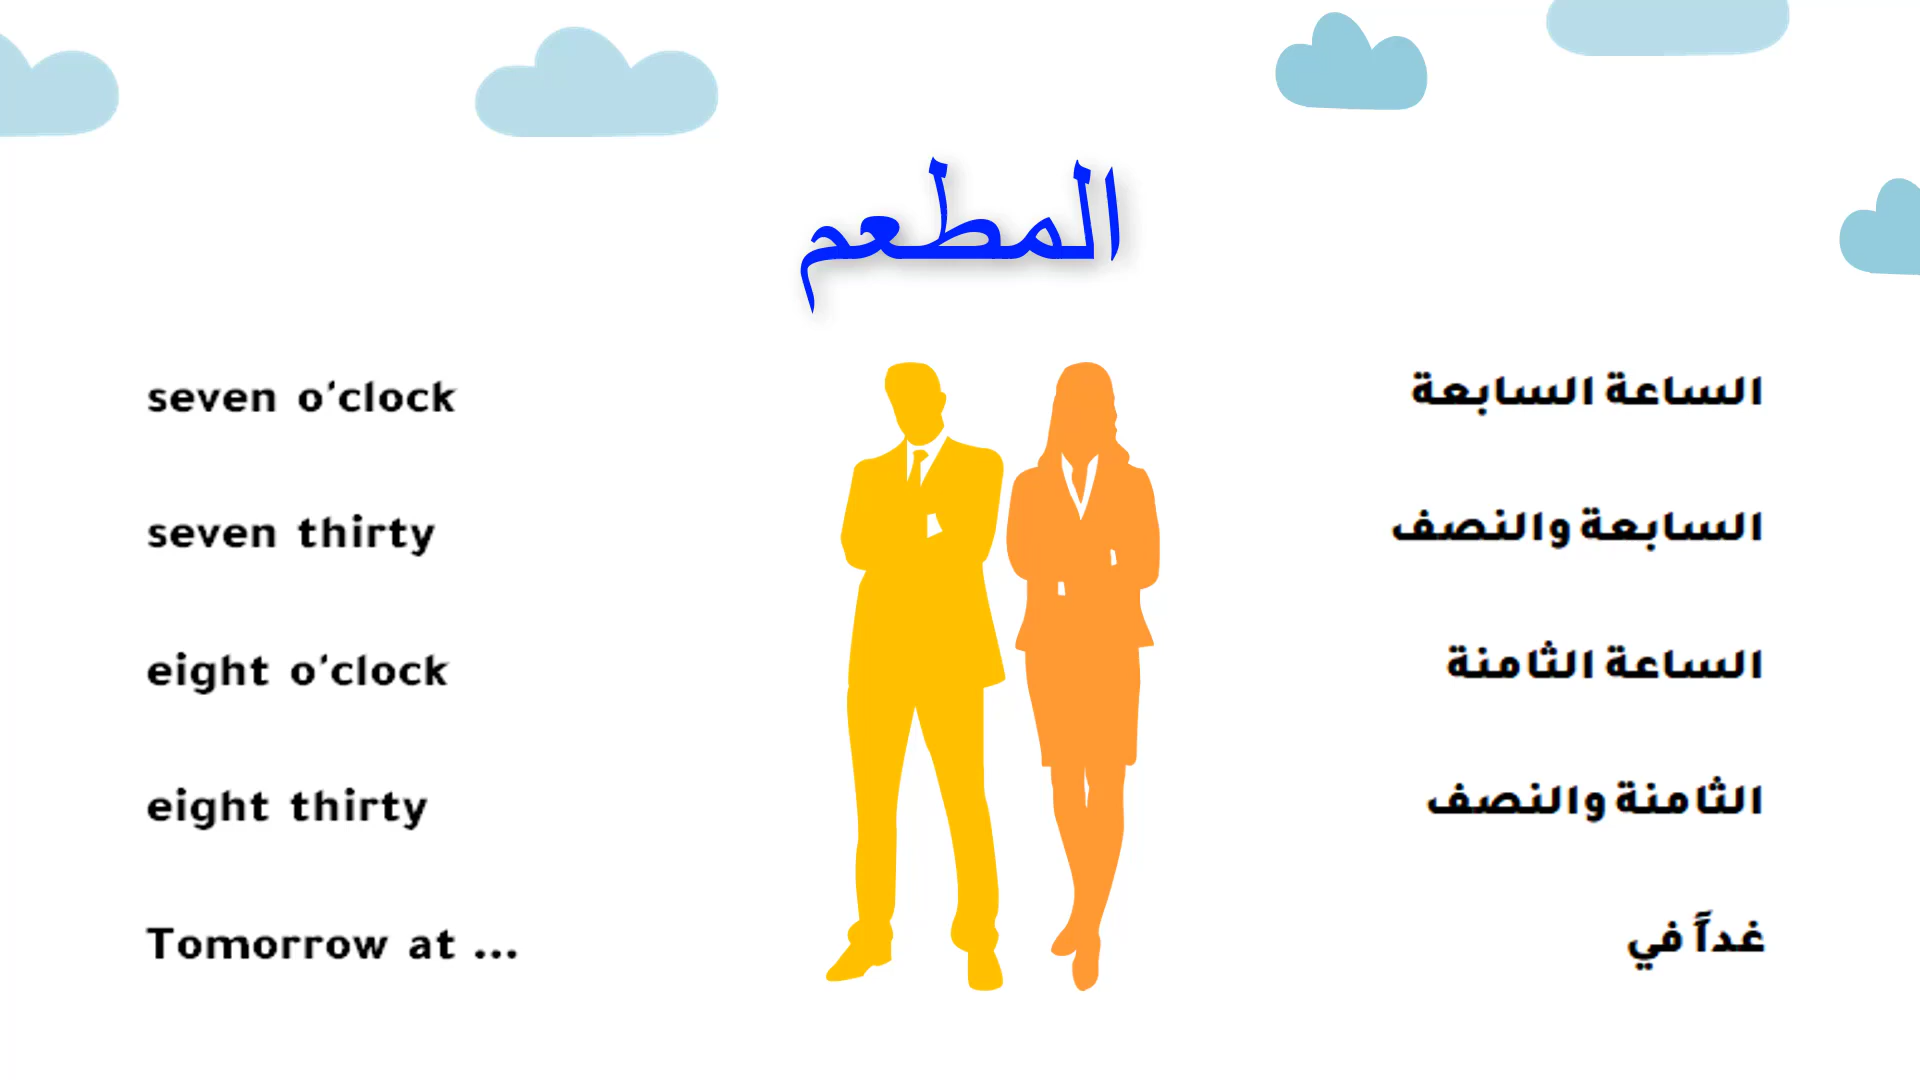 المطعم
seven o'clock
الساعة السابعة
seven thirty
السابعة والنصف
eight o'clock
الساعة الثامنة
eight thirty
الثامنة والنصف
Tomorrow at ...
غداً في